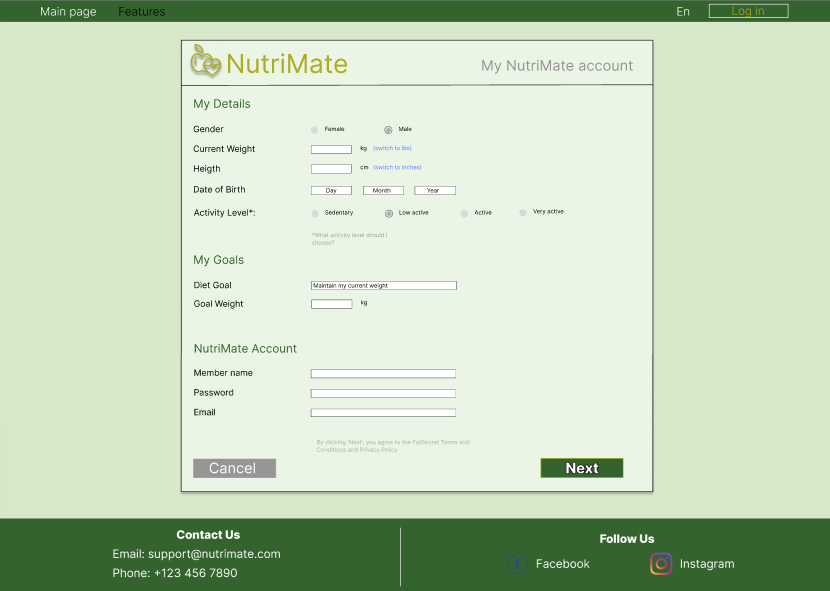 Main page Features En Log in
NutriMate My NutriMate account
My Details
Gender Female Male
Current Weight kg (switch to lbs)
Heigth cm (switch to inches)
Date of Birth Day Month Year
Activity Level*: Sedentary Low active Active Very active
*What activity level should I
choose?
My Goals
Diet Goal Maintain my current weight
Goal Weight kg
NutriMate Account
Member name
Password
Email
By clicking 'Next', you agree to the FatSecret Terms and
Conditions and Privacy Policy
Cancel Next
Contact Us
Email: support@nutrimate.com
Phone: +123 456 7890
Follow Us
Facebook Instagram